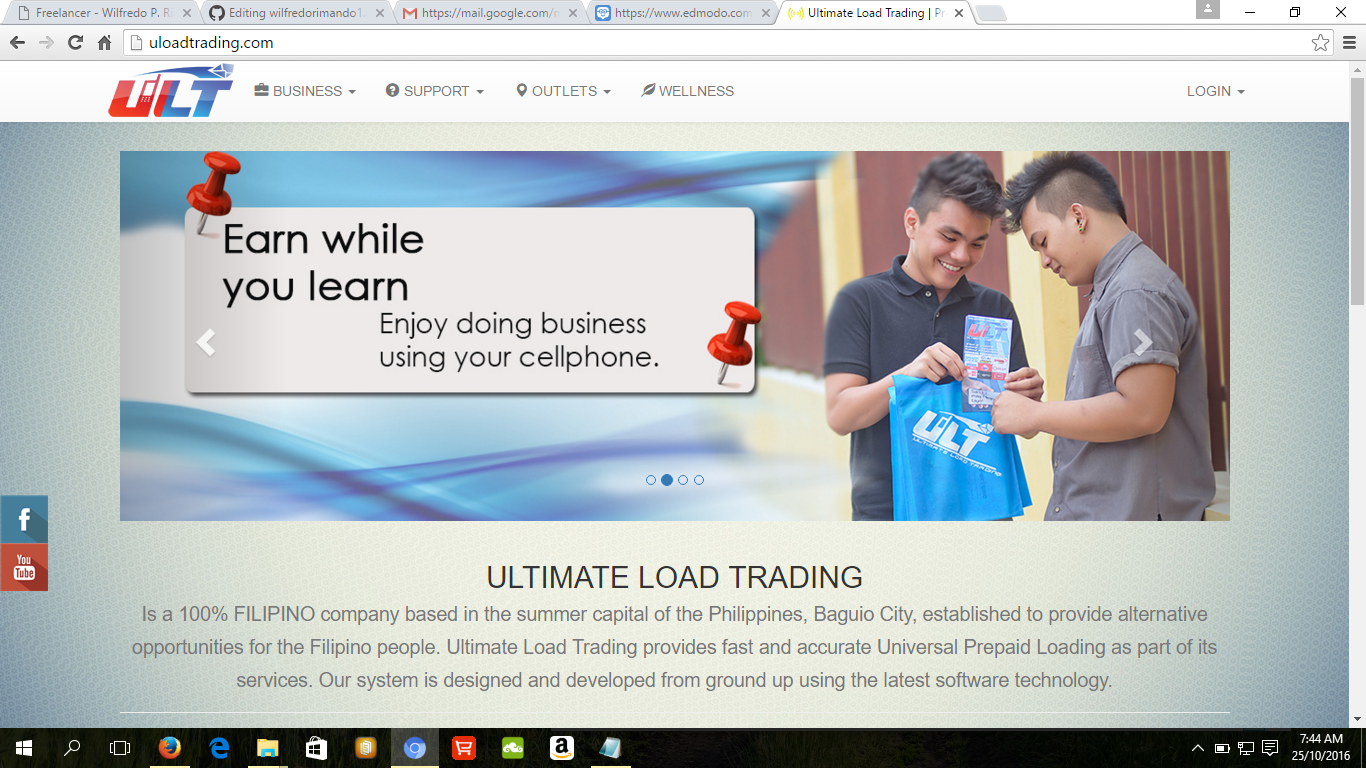 Freelancer - Wilfredo P. Ri
Editing wilfredorimando1.
https://mail.google.com/
https://www.edmodo.com
Ultimate Load Trading | Pr
uloadtrading.com
ULT
BUSINESS
SUPPORT
OUTLETS
WELLNESS
LOGIN
Earn while
you learn
Enjoy doing business
using your cellphone.
ULT
ULT
ULTIMATE LOAD TRADING
f
You
Tube
ULTIMATE LOAD TRADING
Is a 100% FILIPINO company based in the summer capital of the Philippines, Baguio City, established to provide alternative
opportunities for the Filipino people. Ultimate Load Trading provides fast and accurate Universal Prepaid Loading as part of its
services. Our system is designed and developed from ground up using the latest software technology.
7:44 AM
25/10/2016